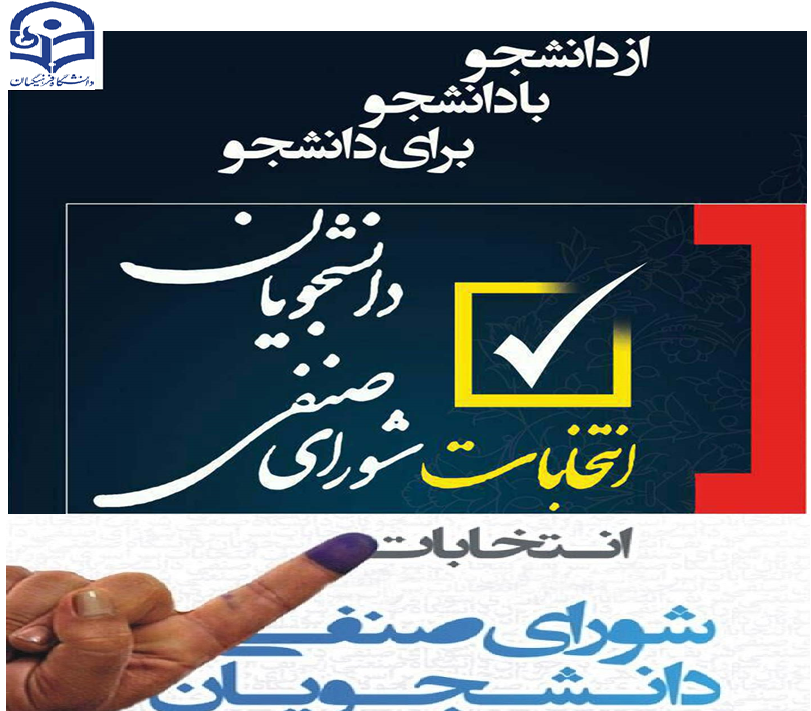 دانشگاه فرهنگیان
از دانشجو
با دانشجو
برای دانشجو
انتخابات شورای صنفی دانشجویان
انتخابات
شورای صنفی
دانشجویان